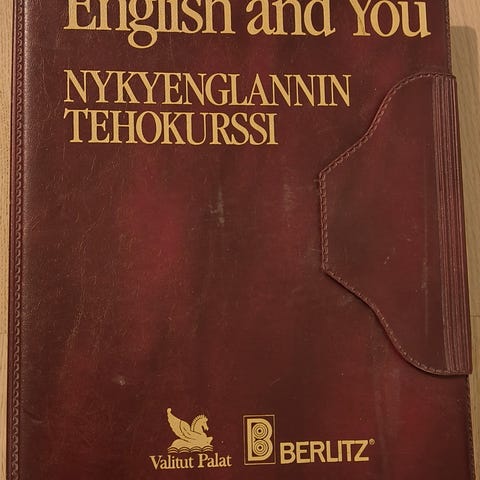 English and You
NYKYENGLANNIN
TEHOKURSSI
Valitut Palat
B BERLITZ®